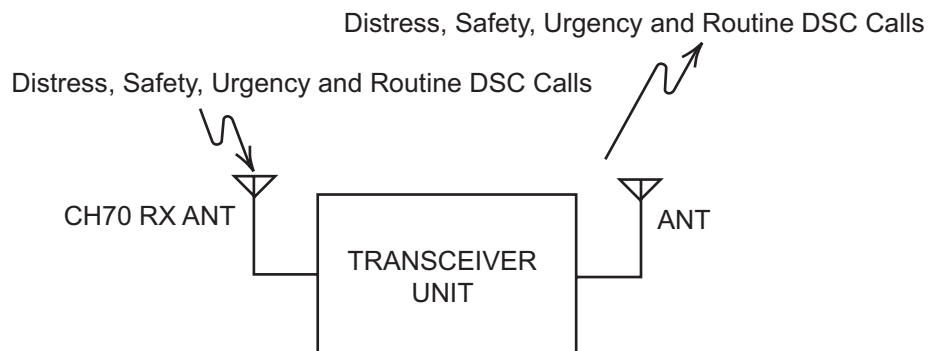 Distress, Safety, Urgency and Routine DSC Calls
Distress, Safety, Urgency and Routine DSC Calls
CH70 RX ANT
ANT
TRANSCEIVER
UNIT